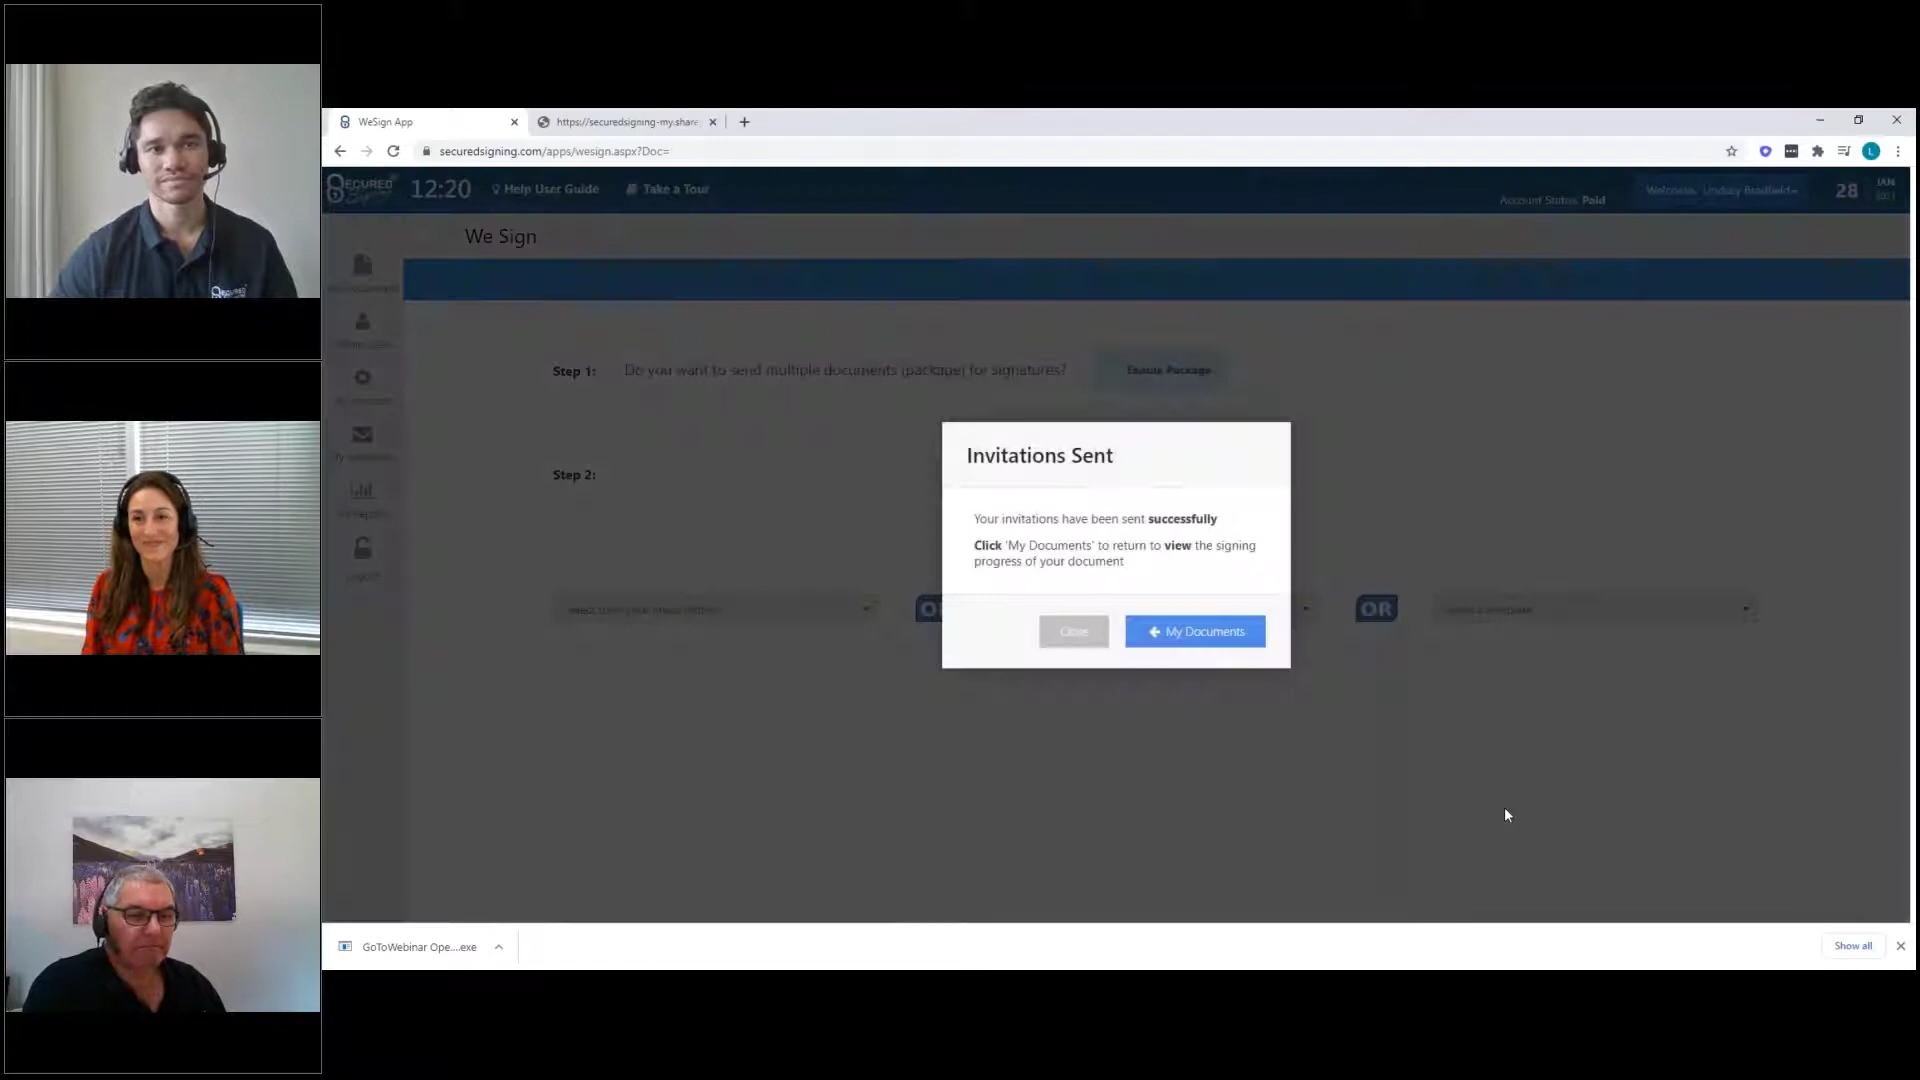 WeSign App
https://securedsigning-my.share
securedsigning.com/apps/wesign.aspx?Doc=
L
SECURED
12:20
Help User Guide
Take a Tour
Account Status: Paid
Welcome, Lindsay Bradfield
28
JAN
2021
We Sign
Step 1:
Do you want to send multiple documents (package) for signatures?
Enable Package
Invitations Sent
Step 2:
Your invitations have been sent successfully
Click 'My Documents' to return to view the signing
progress of your document
OR
Close
My Documents
SECURED
GoToWebinar Ope....exe
Show all